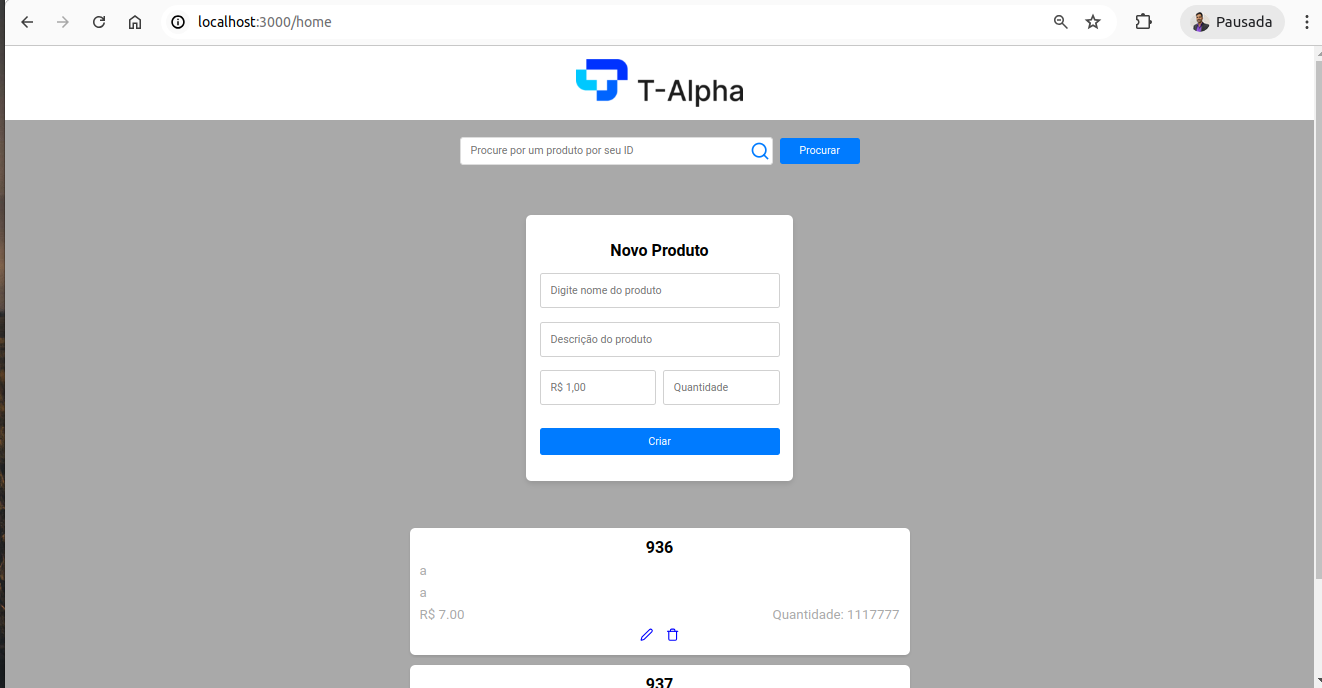 localhost:3000/home
Pausada
T-Alpha
Procure por um produto por seu ID
Procurar
Novo Produto
Digite nome do produto
Descrição do produto
R$ 1,00 Quantidade
Criar
936
a
a
R$ 7.00 Quantidade: 1117777
937